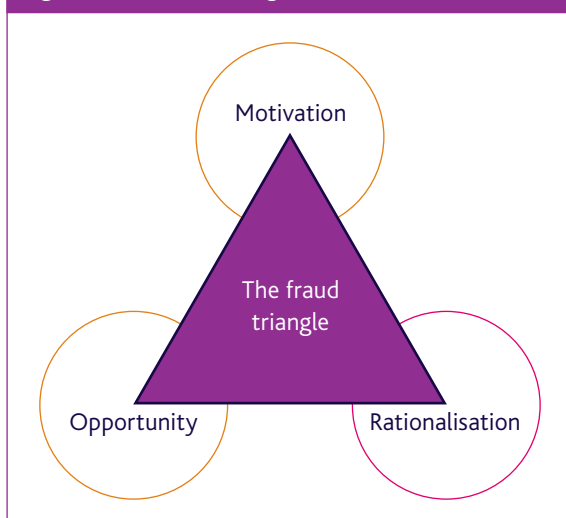 Motivation
The fraud
triangle
Opportunity
Rationalisation